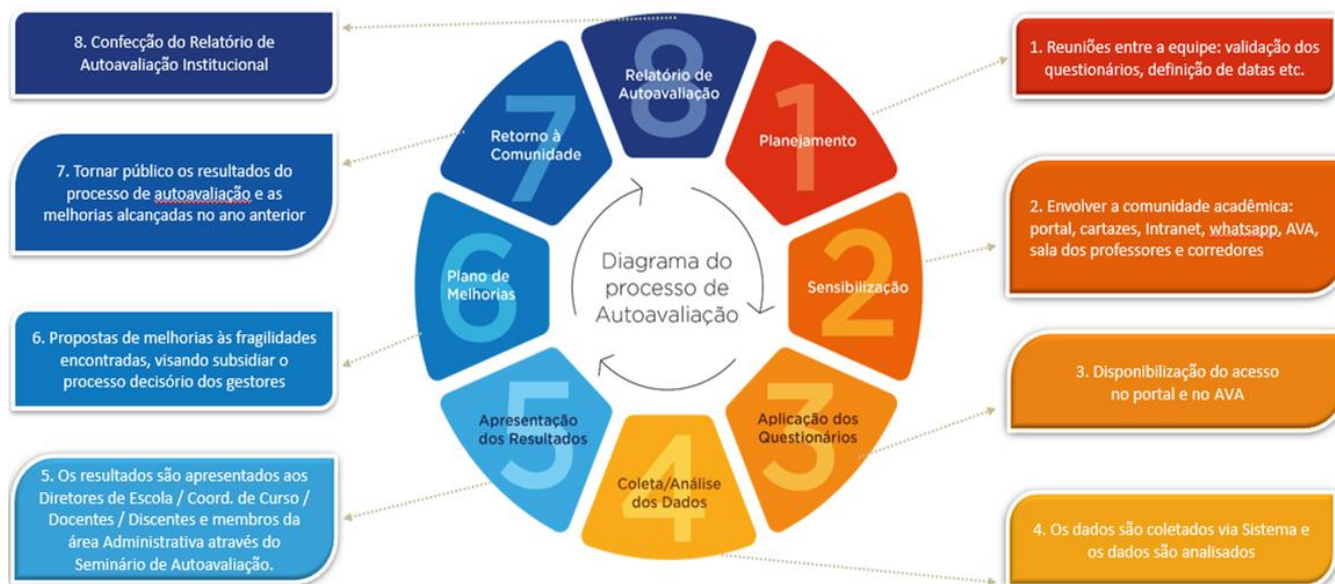 8. Confecção do Relatório de
Autoavaliação Institucional
7. Tornar público os resultados do
processo de autoavaliação e as
melhorias alcançadas no ano anterior
6. Propostas de melhorias às fragilidades
encontradas, visando subsidiar o
processo decisório dos gestores
5. Os resultados são apresentados aos
Diretores de Escola / Coord. de Curso /
Docentes / Discentes e membros da
área Administrativa através do
Seminário de Autoavaliação.
8
Relatório de
Autoavaliação
1
Planejamento
2
Sensibilização
3
Aplicação dos
Questionários
4
Coleta/Análise
dos Dados
5
Apresentação
dos Resultados
6
Plano de
Melhorias
7
Retorno à
Comunidade
Diagrama do
processo de
Autoavaliação
1. Reuniões entre a equipe: validação dos
questionários, definição de datas etc.
2. Envolver a comunidade acadêmica:
portal, cartazes, Intranet, whatsapp, AVA,
sala dos professores e corredores
3. Disponibilização do acesso
no portal e no AVA
4. Os dados são coletados via Sistema e
os dados são analisados